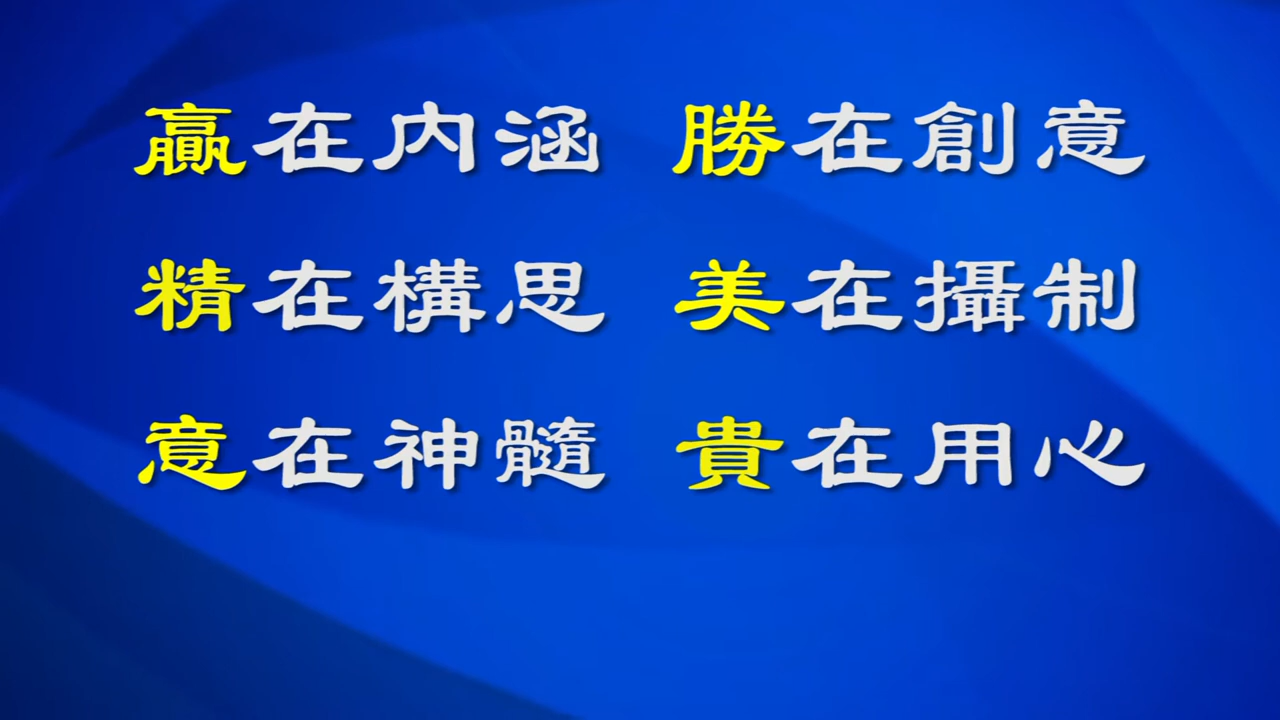 贏在内涵 勝在創意
精在構思 美在攝制
意在神髓 貴在用心